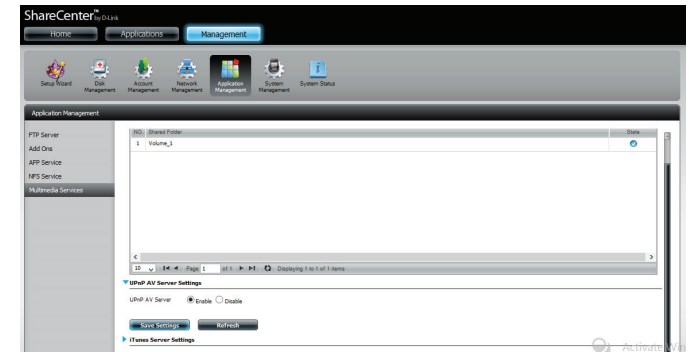 ShareCenter™ by D-Link
Home Applications Management
Setup Wizard Disk Management Account Management Network Management Application Management System Management System Status
Application Management
FTP Server
Add Ons
AFP Service
NFS Service
Multimedia Services
NO. Shared Folder State
1 Volume_1
10 Page 1 of 1 Displaying 1 to 1 of 1 items
UPnP AV Server Settings
UPnP AV Server Enable Disable
Save Settings Refresh
iTunes Server Settings
Activate Win